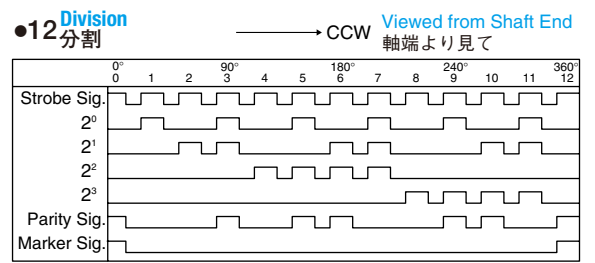 ●12 Division
分割
→ CCW
Viewed from Shaft End
軸端より見て
0° 90° 180° 240° 360°
0 1 2 3 4 5 6 7 8 9 10 11 12
Strobe Sig.
2⁰
2¹
2²
2³
Parity Sig.
Marker Sig.